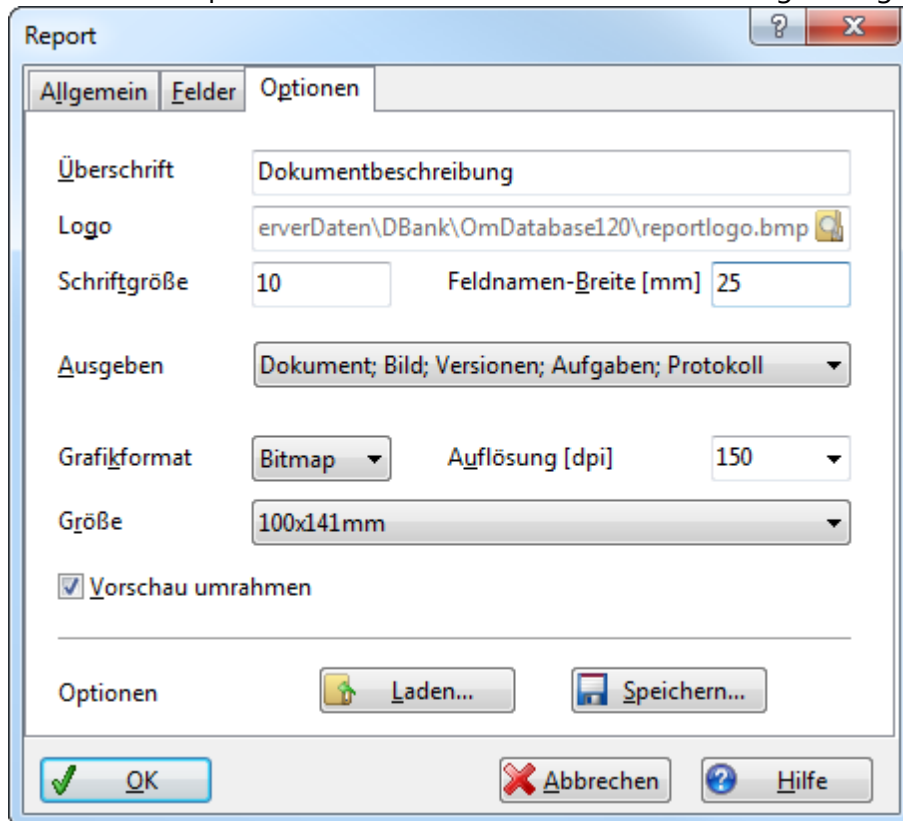 Report
Allgemein Felder Optionen
Überschrift Dokumentbeschreibung
Logo erverDaten\DBank\OmDatabase120\reportlogo.bmp
Schriftgröße 10 Feldnamen-Breite [mm] 25
Ausgeben Dokument; Bild; Versionen; Aufgaben; Protokoll
Grafikformat Bitmap Auflösung [dpi] 150
Größe 100x141mm
Vorschau umrahmen
Optionen Laden... Speichern...
OK Abbrechen Hilfe